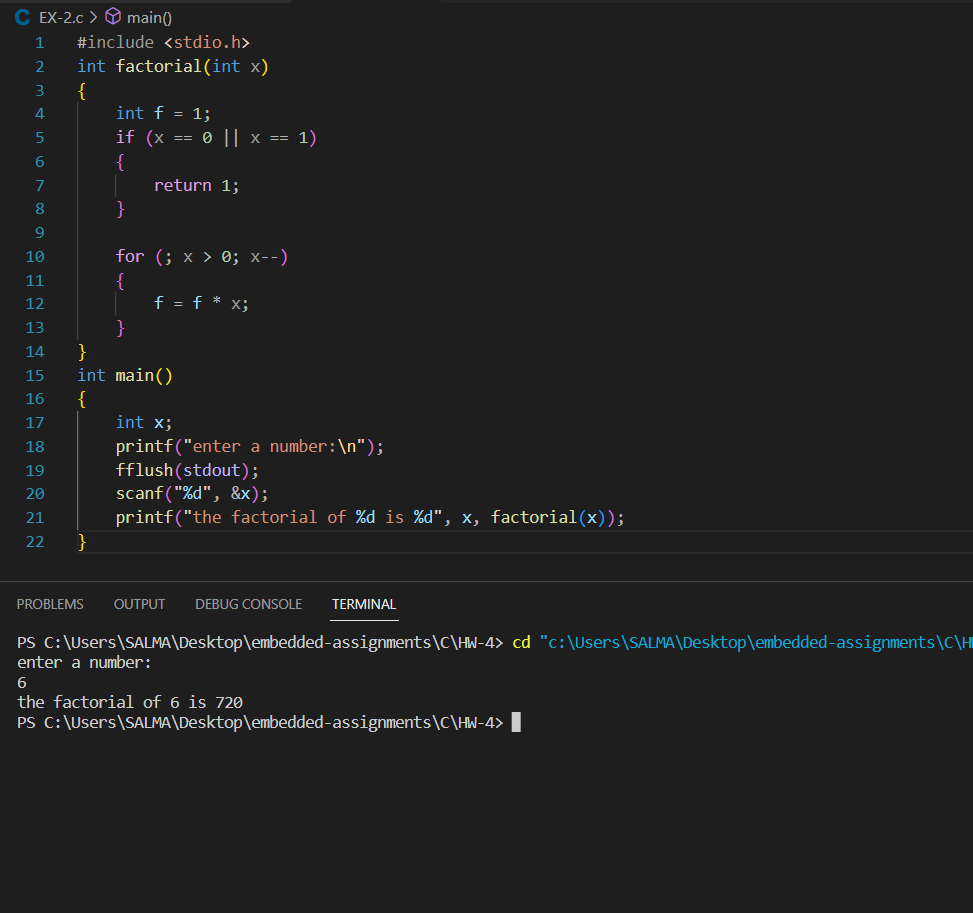 C EX-2.c > main()
1 #include <stdio.h>
2 int factorial(int x)
3 {
4     int f = 1;
5     if (x == 0 || x == 1)
6     {
7         return 1;
8     }
9
10     for (; x > 0; x--)
11     {
12         f = f * x;
13     }
14 }
15 int main()
16 {
17     int x;
18     printf("enter a number:\n");
19     fflush(stdout);
20     scanf("%d", &x);
21     printf("the factorial of %d is %d", x, factorial(x));
22 }
PROBLEMS OUTPUT DEBUG CONSOLE TERMINAL
PS C:\Users\SALMA\Desktop\embedded-assignments\C\HW-4> cd "c:\Users\SALMA\Desktop\embedded-assignments\C\H
enter a number:
6
the factorial of 6 is 720
PS C:\Users\SALMA\Desktop\embedded-assignments\C\HW-4>